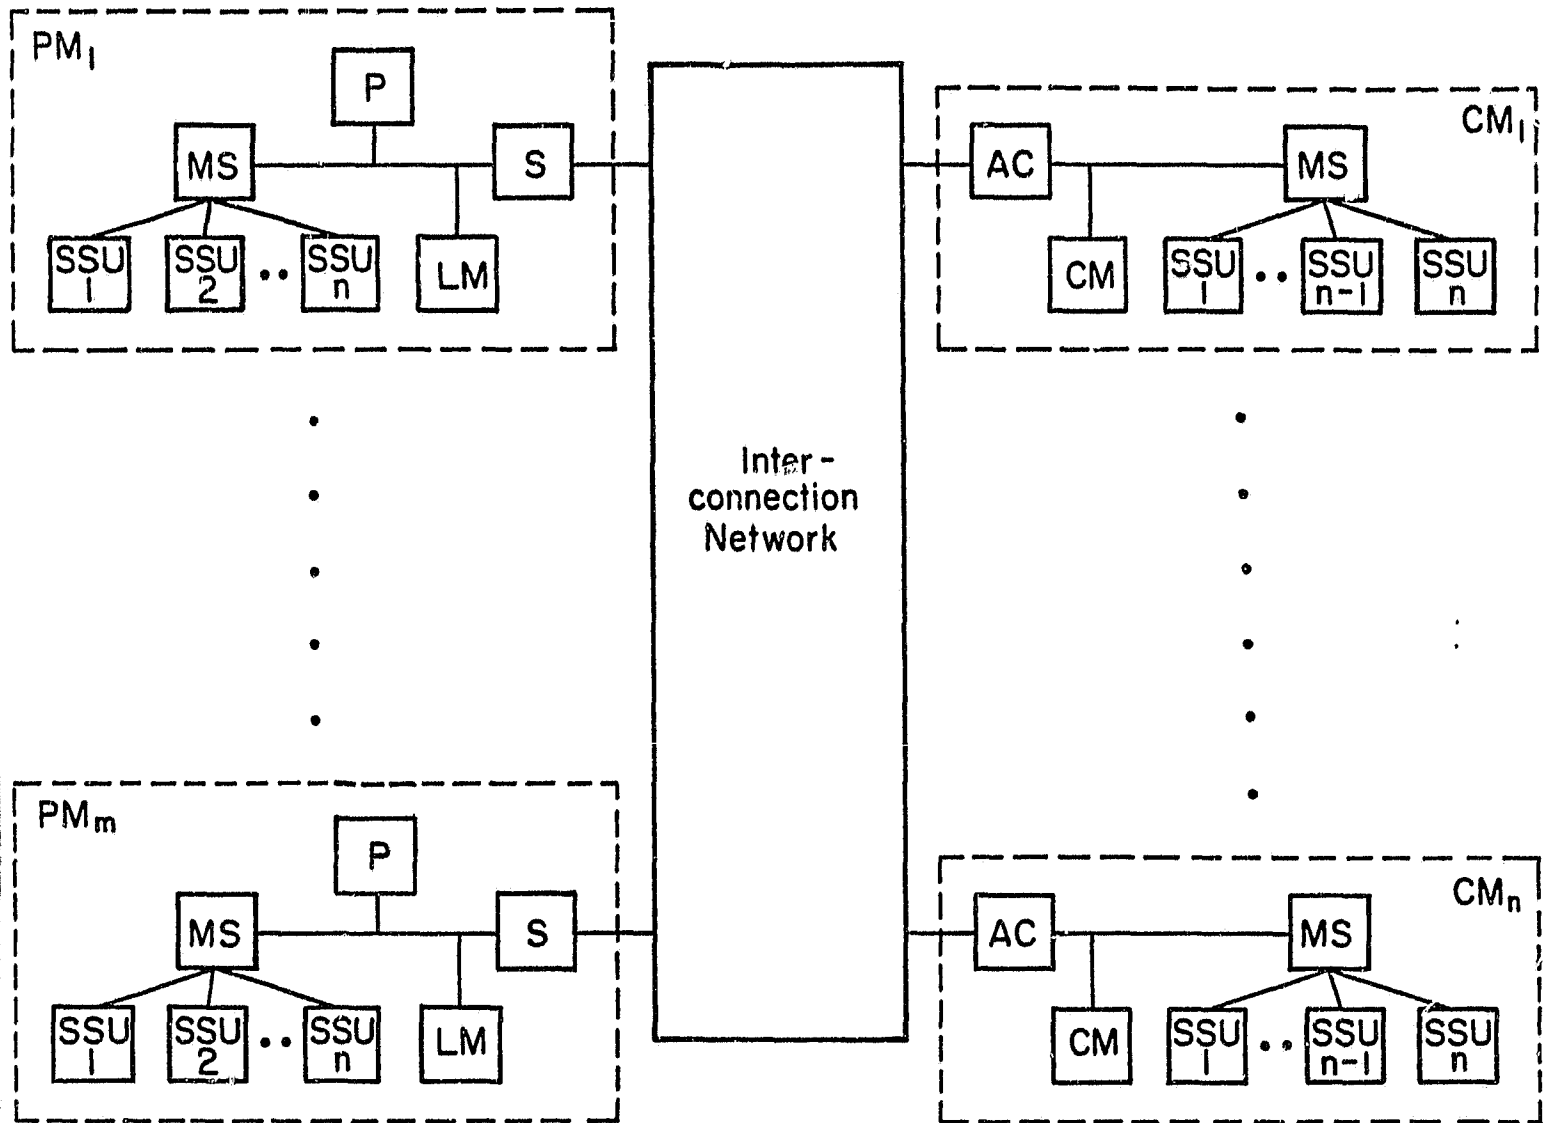 PM₁
P
MS
S
SSU
1
SSU
2
..
SSU
n
LM
Inter-
connection
Network
CM₁
AC
MS
CM
SSU
1
..
SSU
n-1
SSU
n
PMₘ
P
MS
S
SSU
1
SSU
2
..
SSU
n
LM
CMₙ
AC
MS
CM
SSU
1
..
SSU
n-1
SSU
n